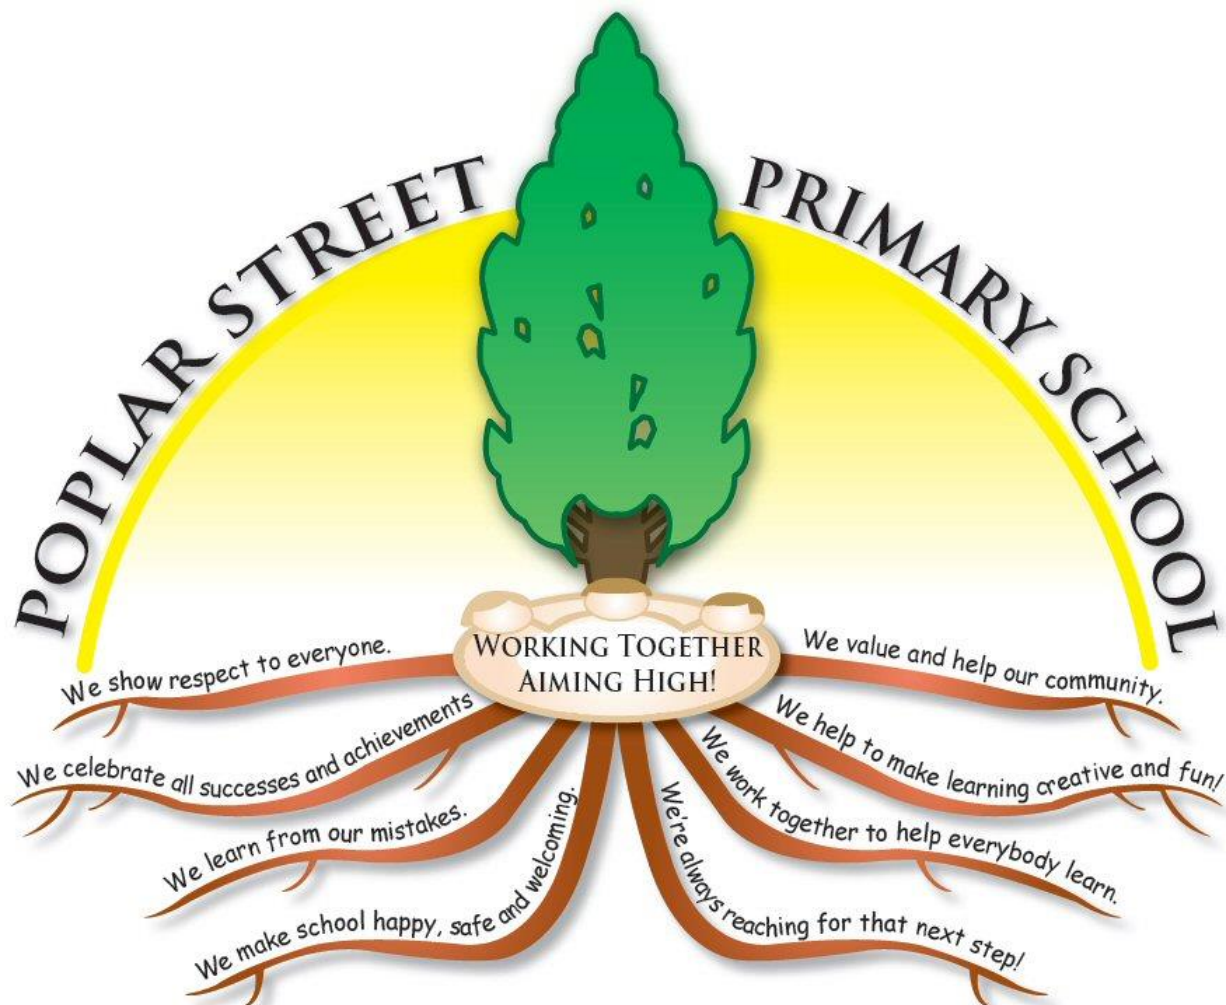 POPLAR STREET PRIMARY SCHOOL
WORKING TOGETHER
AIMING HIGH!
We show respect to everyone.
We celebrate all successes and achievements
We learn from our mistakes.
We make school happy, safe and welcoming.
We value and help our community.
We help to make learning creative and fun!
We work together to help everybody learn.
We're always reaching for that next step!